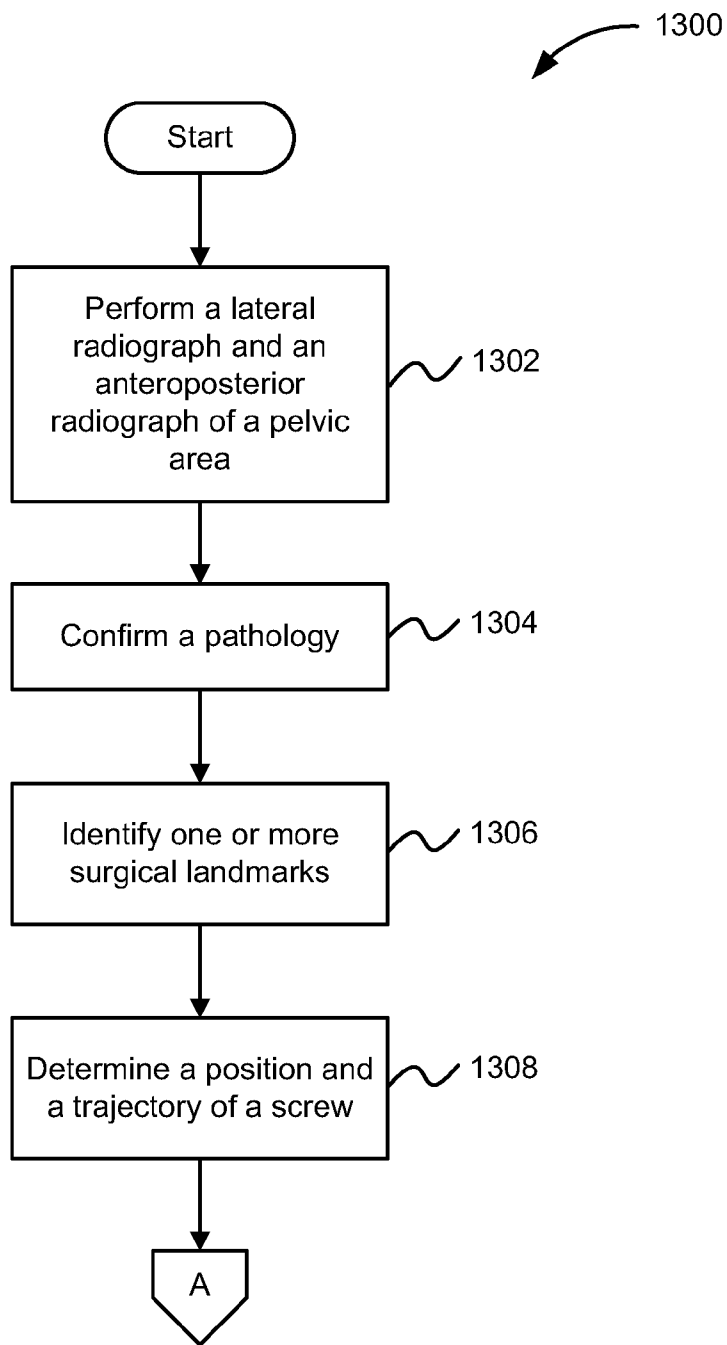 1300
Start
Perform a lateral
radiograph and an
anteroposterior
radiograph of a pelvic
area
1302
Confirm a pathology
1304
Identify one or more
surgical landmarks
1306
Determine a position and
a trajectory of a screw
1308
A